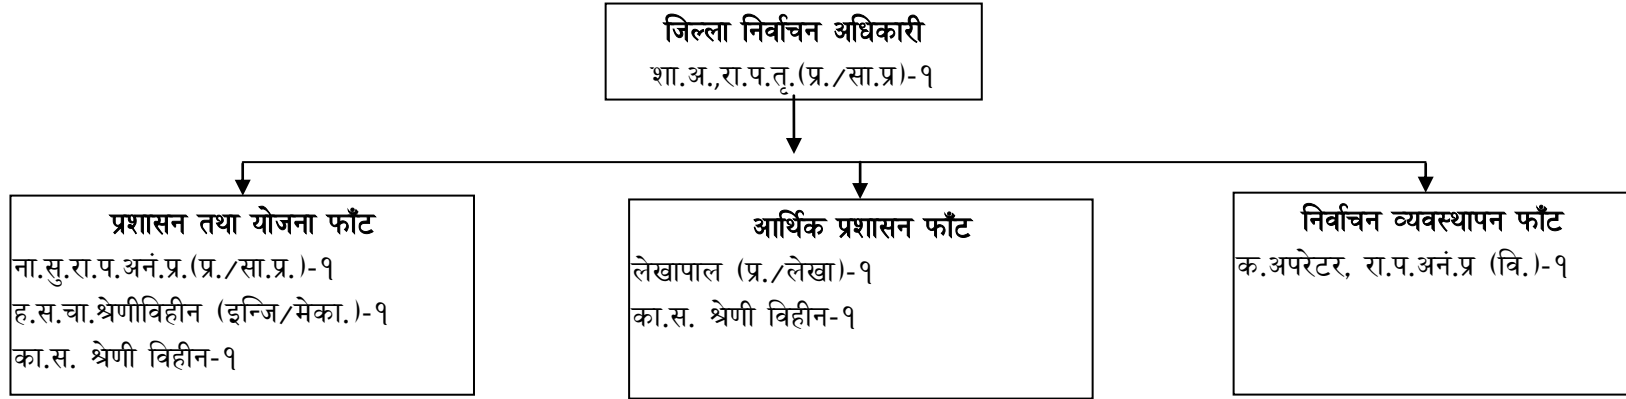 जिल्ला निर्वाचन अधिकारी
शा.अ.,रा.प.तृ.(प्र./सा.प्र)-१
प्रशासन तथा योजना फाँट
ना.सु.रा.प.अनं.प्र.(प्र./सा.प्र.)-१
ह.स.चा.श्रेणीविहीन (इन्जि/मेका.)-१
का.स. श्रेणी विहीन-१
आर्थिक प्रशासन फाँट
लेखापाल (प्र./लेखा)-१
का.स. श्रेणी विहीन-१
निर्वाचन व्यवस्थापन फाँट
क.अपरेटर, रा.प.अनं.प्र (वि.)-१